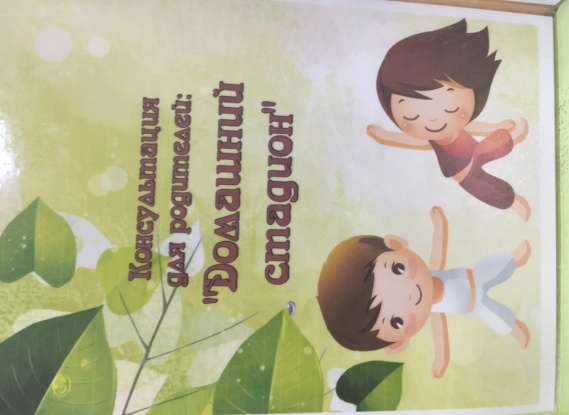 Консультация
для родителей:
"Домашний
стадион"